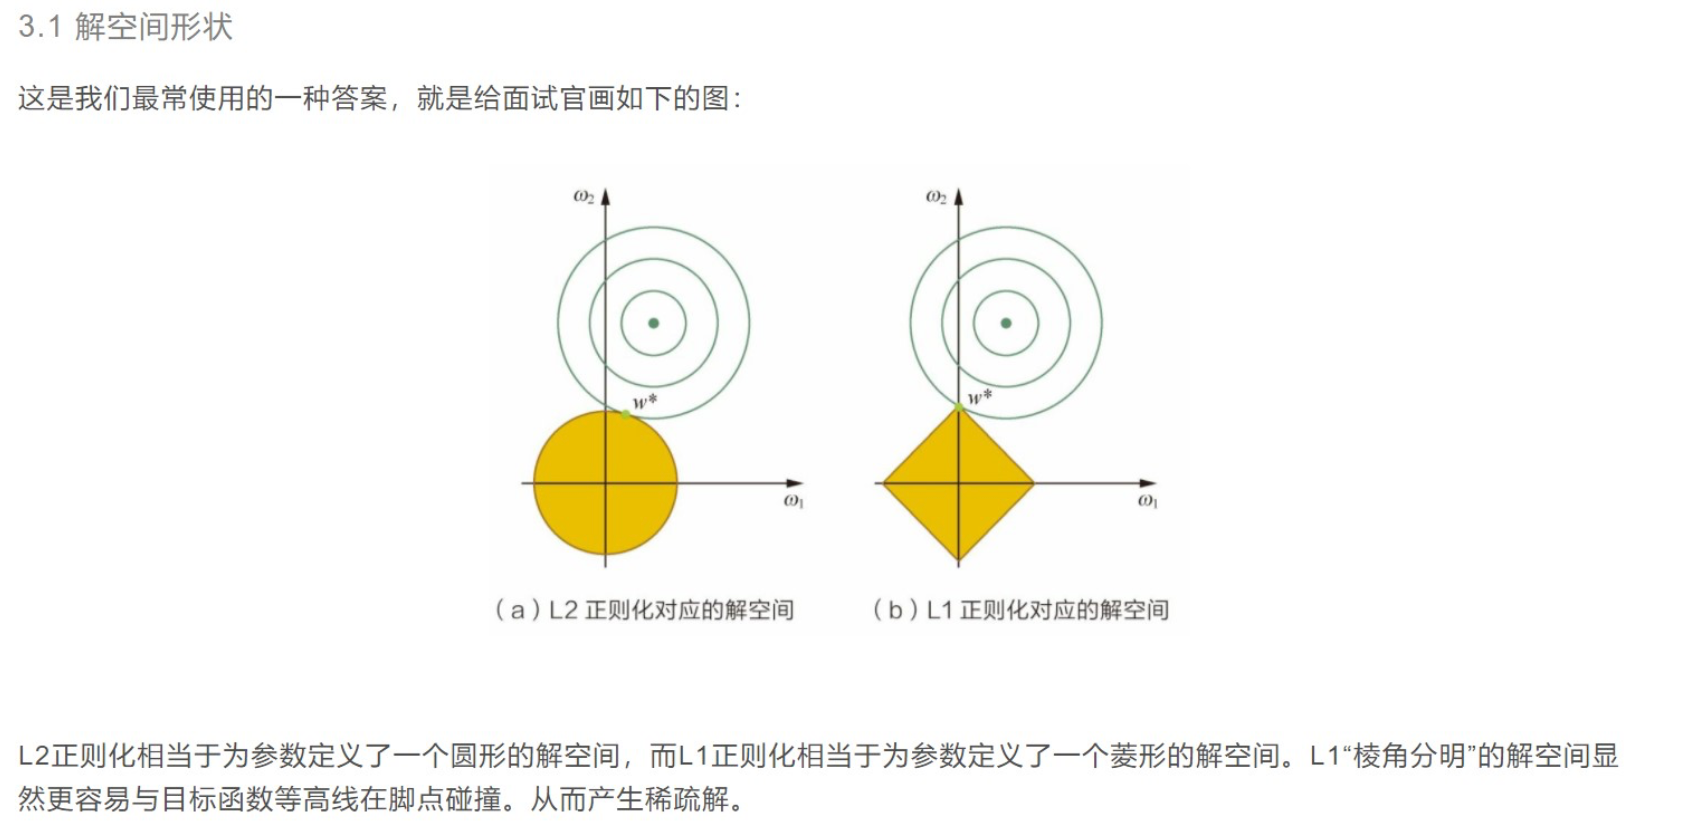 3.1 解空间形状
这是我们最常使用的一种答案，就是给面试官画如下的图：
ω₂
ω₂
w*
w*
ω₁
ω₁
（a）L2 正则化对应的解空间
（b）L1 正则化对应的解空间
L2正则化相当于为参数定义了一个圆形的解空间，而L1正则化相当于为参数定义了一个菱形的解空间。L1“棱角分明”的解空间显
然更容易与目标函数等高线在脚点碰撞。从而产生稀疏解。